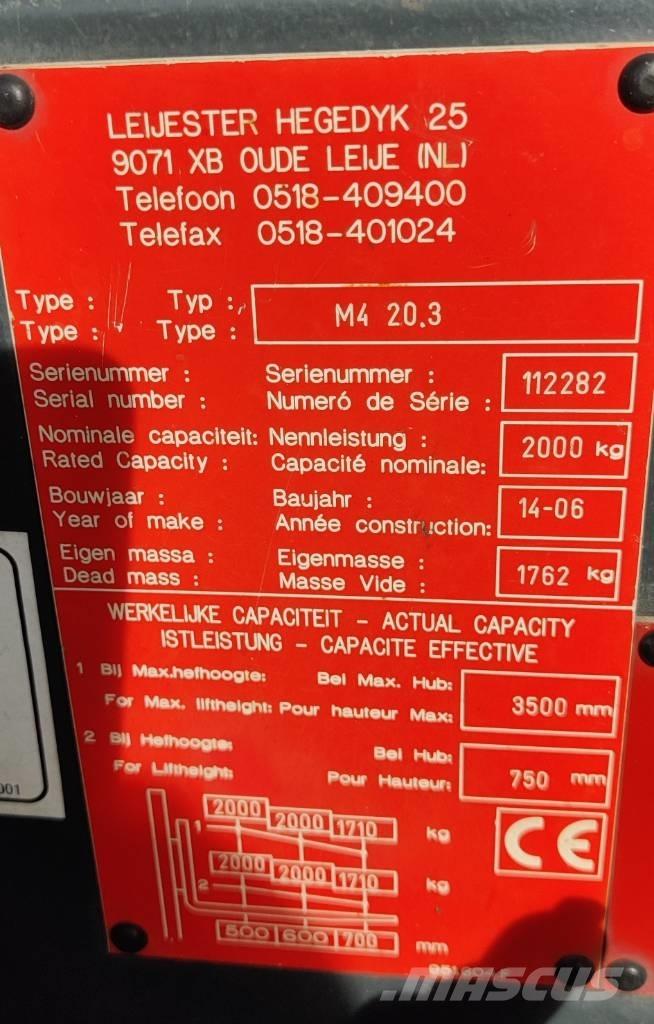 LEIJESTER HEGEDYK 25
9071 XB OUDE LEIJE (NL)
Telefoon 0518-409400
Telefax 0518-401024
Type : Typ : M4 20.3
Type : Type :
Serienummer : Serienummer : 112282
Serial number : Numeró de Série :
Nominale capaciteit: Nennleistung : 2000 kg
Rated Capacity : Capacité nominale:
Bouwjaar : Baujahr : 14-06
Year of make : Année construction:
Eigen massa : Eigenmasse : 1762 kg
Dead mass : Masse Vide :
WERKELIJKE CAPACITEIT - ACTUAL CAPACITY
ISTLEISTUNG - CAPACITE EFFECTIVE
1 Bij Max.hefhoogte: Bei Max. Hub: 3500 mm
For Max. liftheight: Pour hauteur Max:
2 Bij Hefhoogte: Bei Hub: 750 mm
For Liftheight: Pour Hauteur:
2000 2000 1710 kg
1
2000 2000 1710 kg
2
500 600 700 mm
CE
001
MASCUS